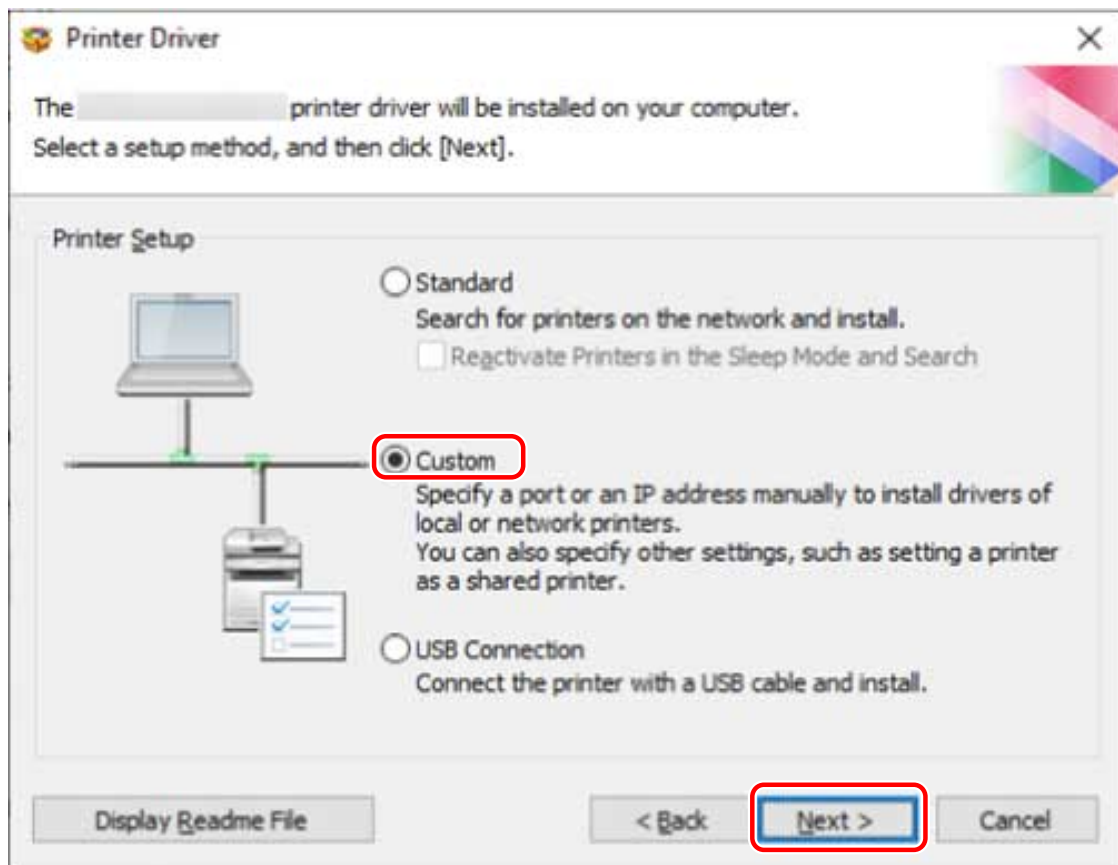 Printer Driver
The printer driver will be installed on your computer.
Select a setup method, and then click [Next].
Printer Setup
Standard
Search for printers on the network and install.
Reactivate Printers in the Sleep Mode and Search
Custom
Specify a port or an IP address manually to install drivers of
local or network printers.
You can also specify other settings, such as setting a printer
as a shared printer.
USB Connection
Connect the printer with a USB cable and install.
Display Readme File
< Back
Next >
Cancel